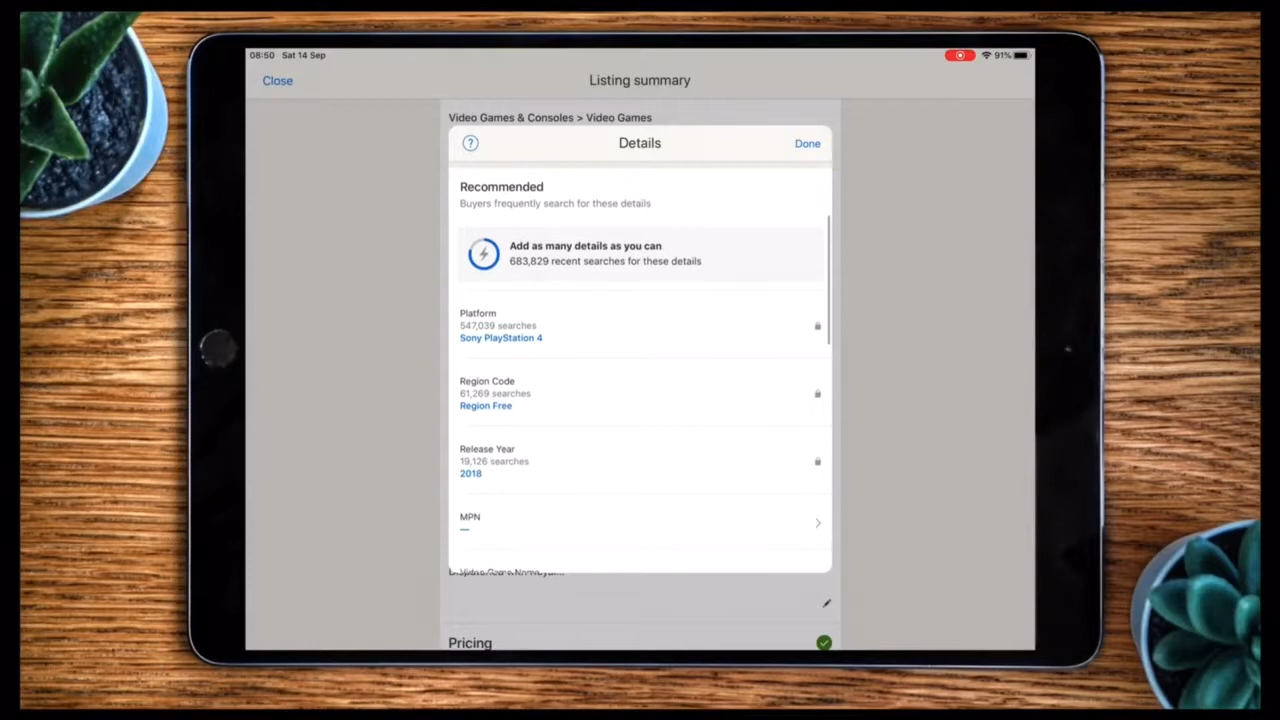 08:50 Sat 14 Sep
91%
Close
Listing summary
Video Games & Consoles > Video Games
?
Details
Done
Recommended
Buyers frequently search for these details
Add as many details as you can
683,829 recent searches for these details
Platform
547,039 searches
Sony PlayStation 4
Region Code
61,269 searches
Region Free
Release Year
19,126 searches
2018
MPN
—
Pricing